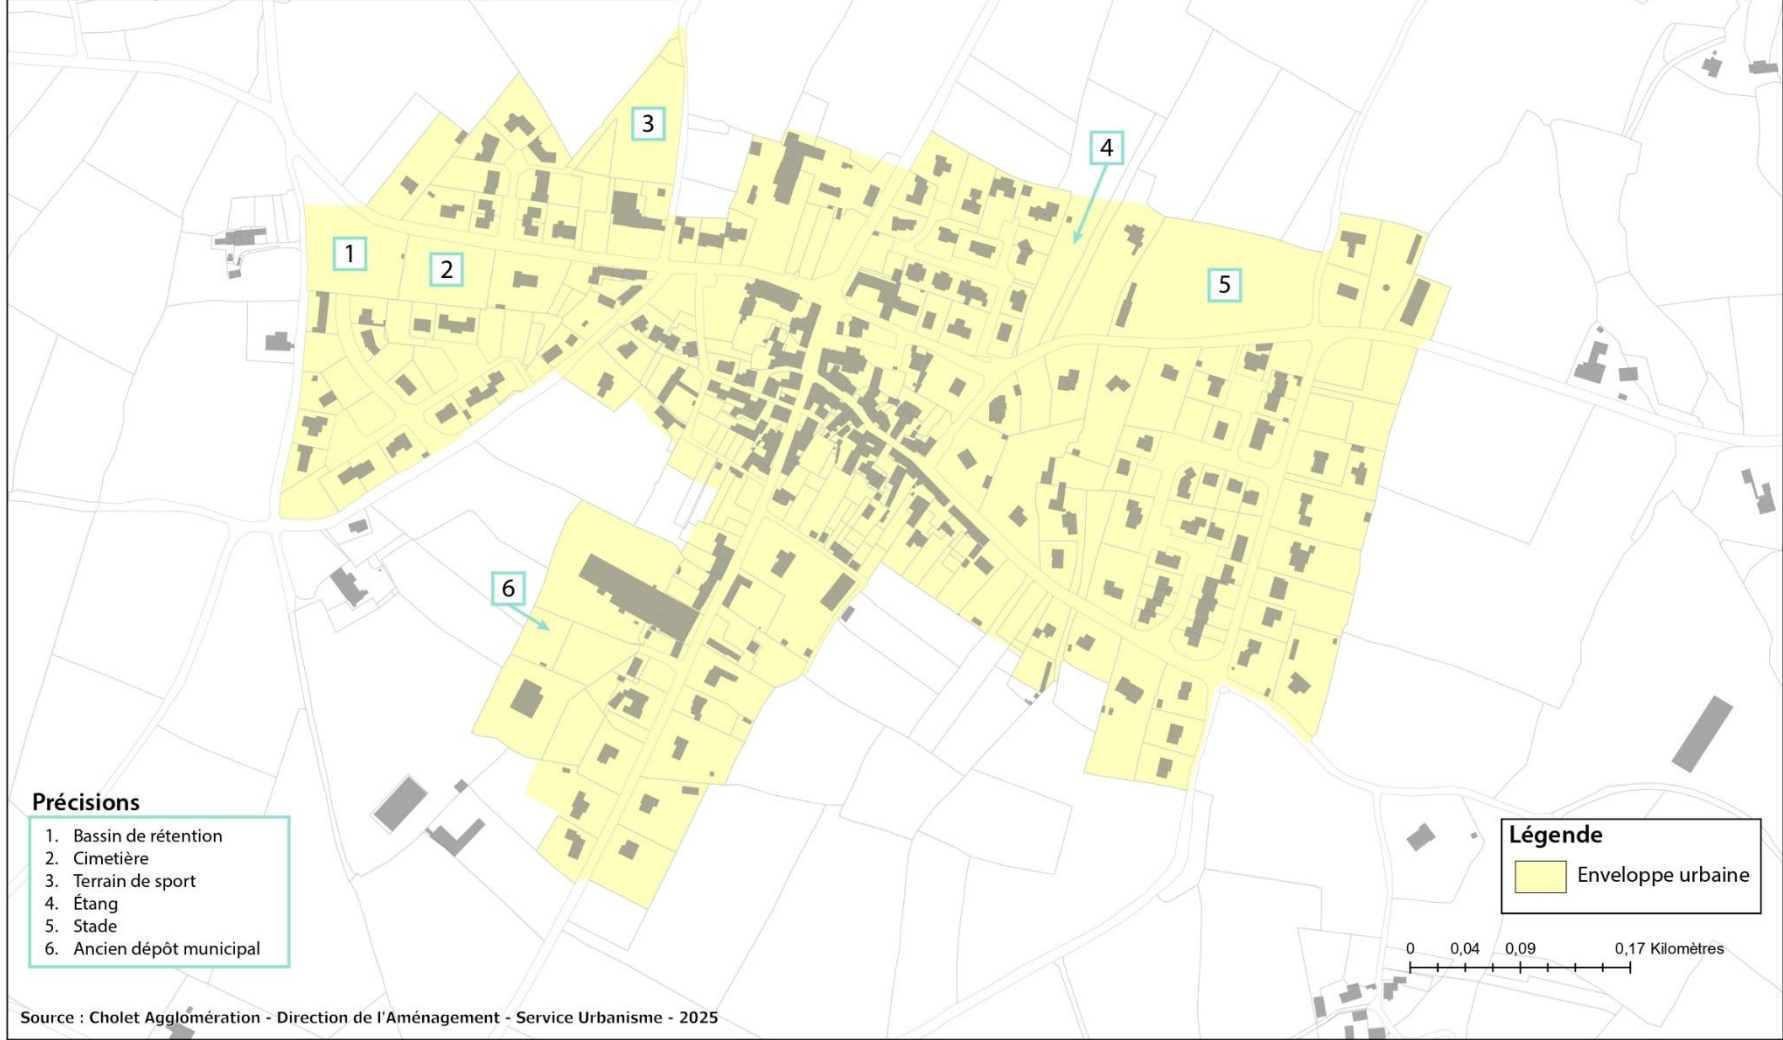 3
4
1
2
5
6
Précisions
1. Bassin de rétention
2. Cimetière
3. Terrain de sport
4. Étang
5. Stade
6. Ancien dépôt municipal
Légende
Enveloppe urbaine
0 0,04 0,09 0,17 Kilomètres
Source : Cholet Agglomération - Direction de l'Aménagement - Service Urbanisme - 2025